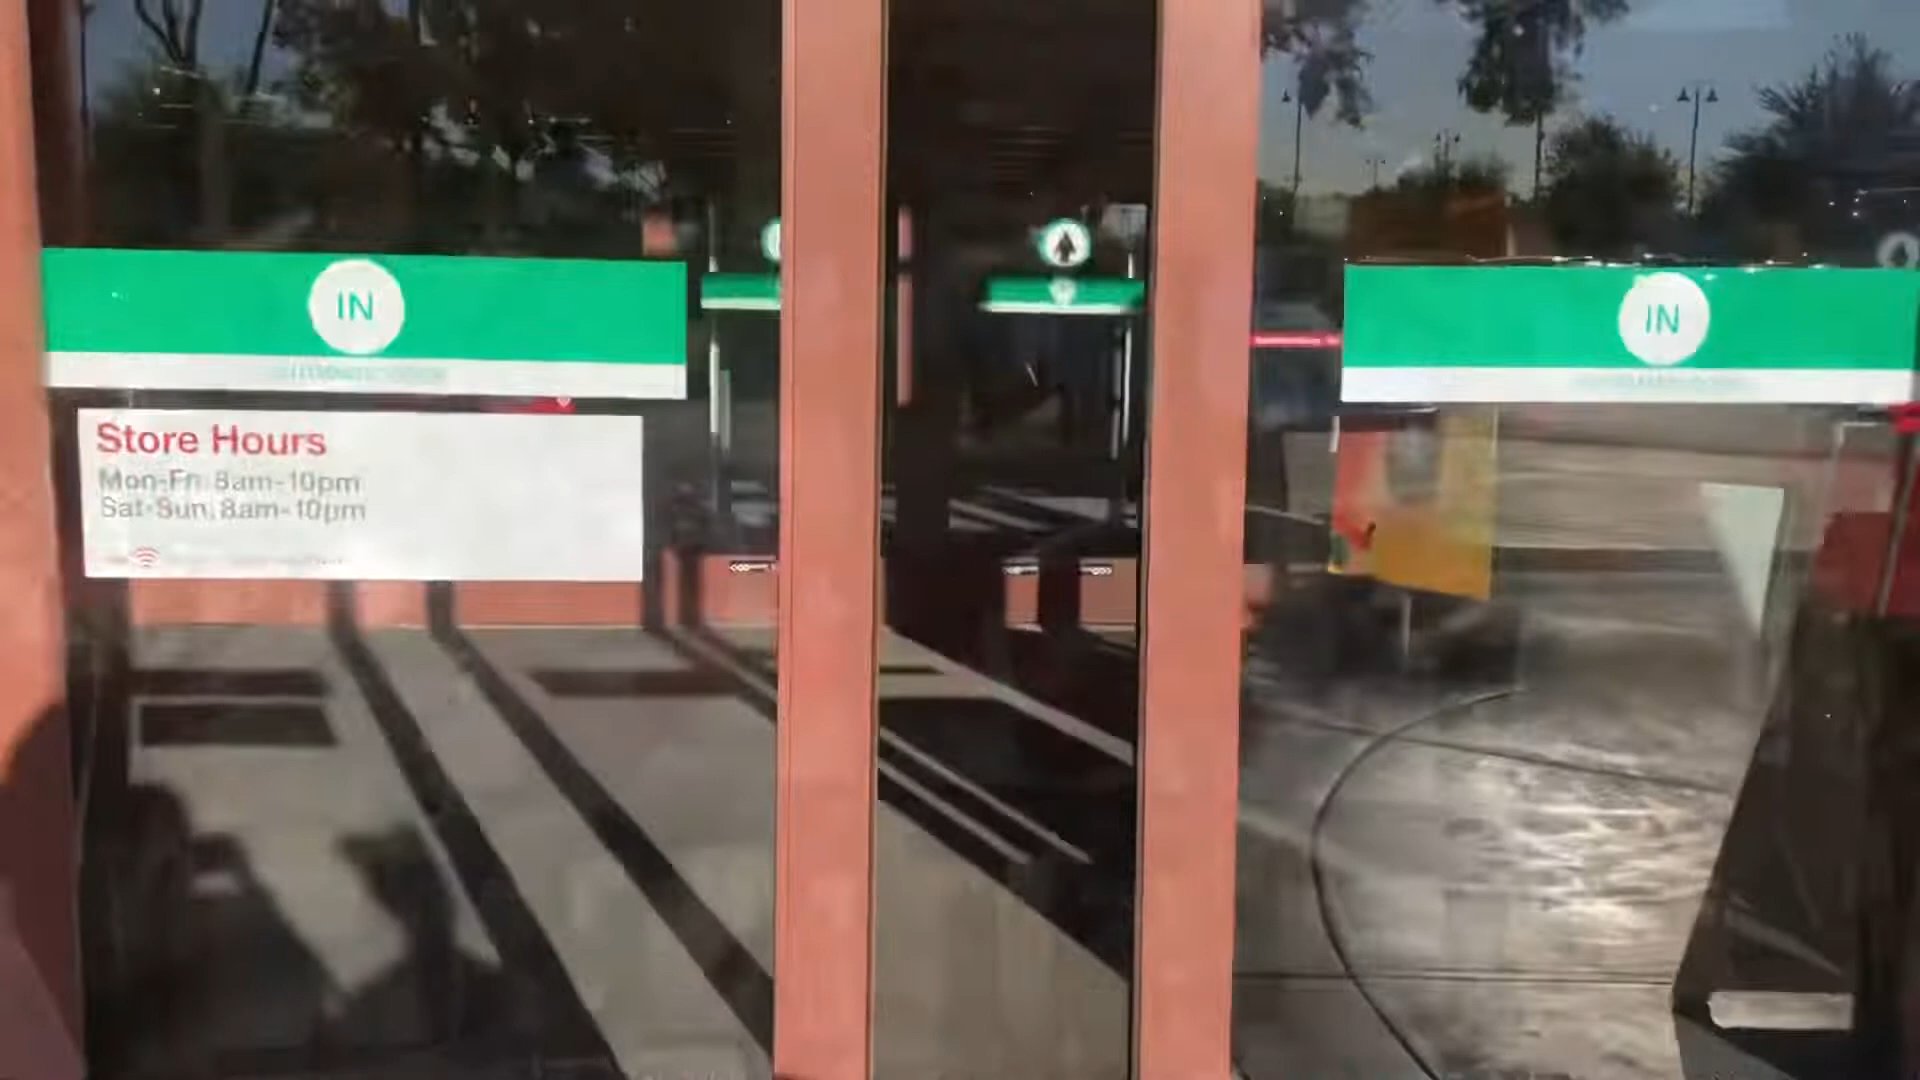 IN
IN
Store Hours
Mon-Fri: 8am-10pm
Sat-Sun: 8am-10pm